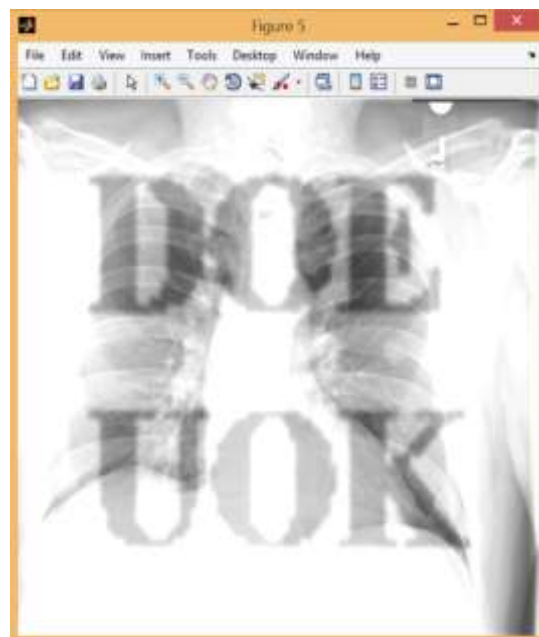 Figure 5
File Edit View Insert Tools Desktop Window Help
DOE
UOK